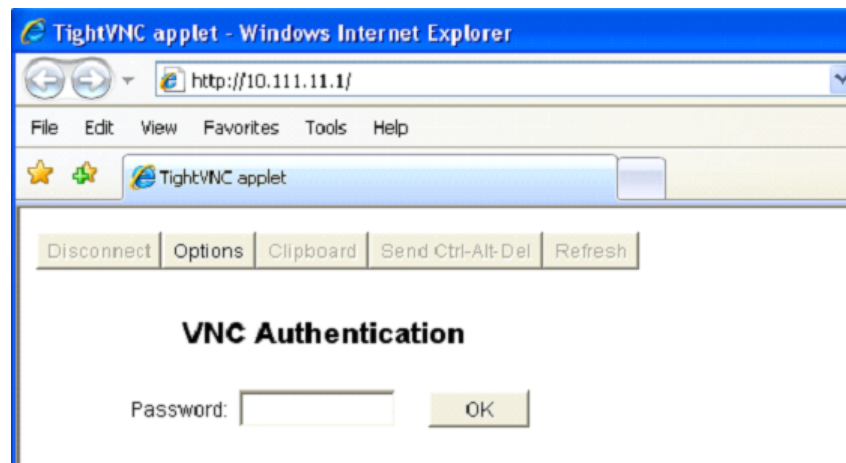 TightVNC applet - Windows Internet Explorer
http://10.111.11.1/
File Edit View Favorites Tools Help
TightVNC applet
Disconnect Options Clipboard Send Ctrl-Alt-Del Refresh
VNC Authentication
Password: OK